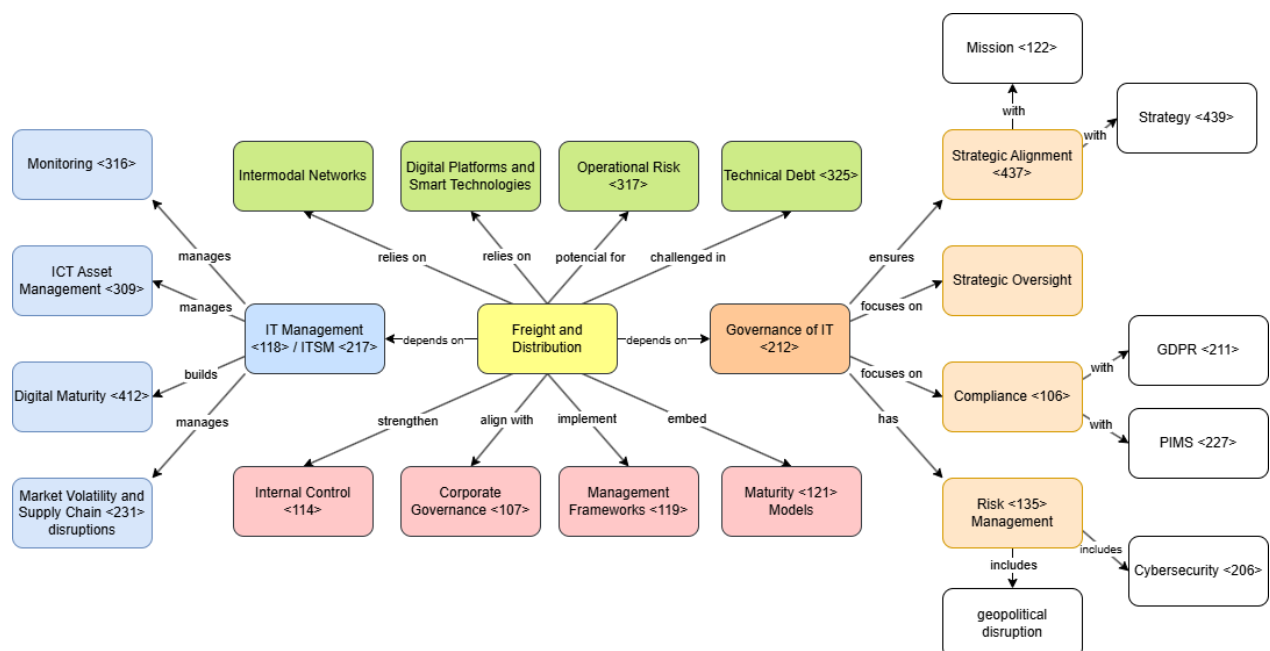 Mission <122>
with
Strategy <439>
with
Monitoring <316>
Intermodal Networks
Digital Platforms and
Smart Technologies
Operational Risk
<317>
Technical Debt <325>
Strategic Alignment
<437>
manages
relies on
relies on
potencial for
challenged in
ensures
ICT Asset
Management <309>
manages
Strategic Oversight
focuses on
IT Management
<118> / ITSM <217>
depends on
Freight and
Distribution
depends on
Governance of IT
<212>
GDPR <211>
with
builds
focuses on
Digital Maturity <412>
Compliance <106>
manages
strengthen
align with
implement
embed
has
with
PIMS <227>
Market Volatility and
Supply Chain <231>
disruptions
Internal Control
<114>
Corporate
Governance <107>
Management
Frameworks <119>
Maturity <121>
Models
Risk <135>
Management
includes
includes
Cybersecurity <206>
geopolitical
disruption